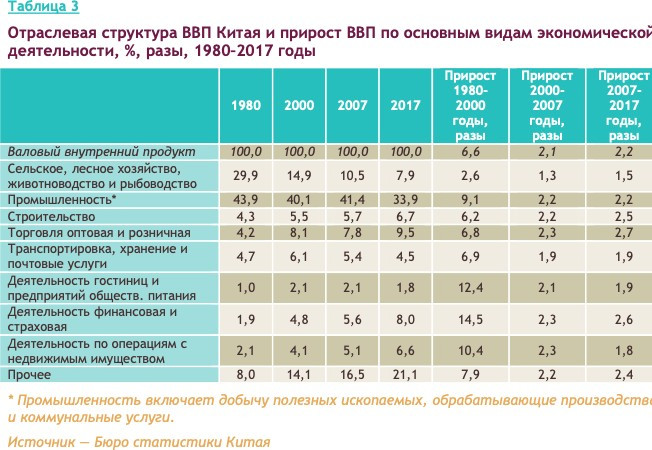 Таблица 3
Отраслевая структура ВВП Китая и прирост ВВП по основным видам экономической
деятельности, %, разы, 1980–2017 годы
1980 2000 2007 2017 Прирост 1980–2000 годы, разы Прирост 2000–2007 годы, разы Прирост 2007–2017 годы, разы
Валовый внутренний продукт 100,0 100,0 100,0 100,0 6,6 2,1 2,2
Сельское, лесное хозяйство, животноводство и рыбоводство 29,9 14,9 10,5 7,9 2,6 1,3 1,5
Промышленность* 43,9 40,1 41,4 33,9 9,1 2,2 2,2
Строительство 4,3 5,5 5,7 6,7 6,2 2,2 2,5
Торговля оптовая и розничная 4,2 8,1 7,8 9,5 6,8 2,3 2,7
Транспортировка, хранение и почтовые услуги 4,7 6,1 5,4 4,5 6,9 1,9 1,9
Деятельность гостиниц и предприятий обществ. питания 1,0 2,1 2,1 1,8 12,4 2,1 1,9
Деятельность финансовая и страховая 1,9 4,8 5,6 8,0 14,5 2,3 2,6
Деятельность по операциям с недвижимым имуществом 2,1 4,1 5,1 6,6 10,4 2,3 1,8
Прочее 8,0 14,1 16,5 21,1 7,9 2,2 2,4
* Промышленность включает добычу полезных ископаемых, обрабатывающие производства
и коммунальные услуги.
Источник — Бюро статистики Китая